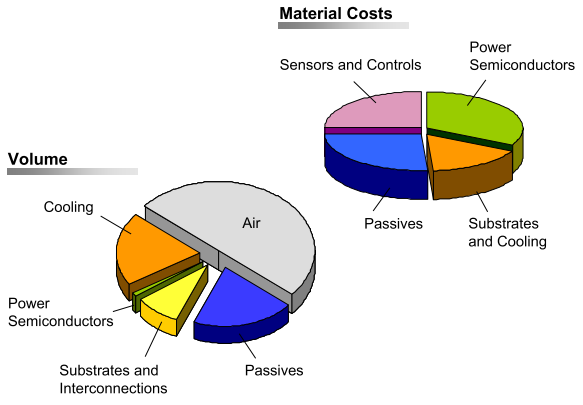 Material Costs
Sensors and Controls
Power
Semiconductors
Passives
Substrates
and Cooling
Volume
Cooling
Air
Power
Semiconductors
Substrates and
Interconnections
Passives